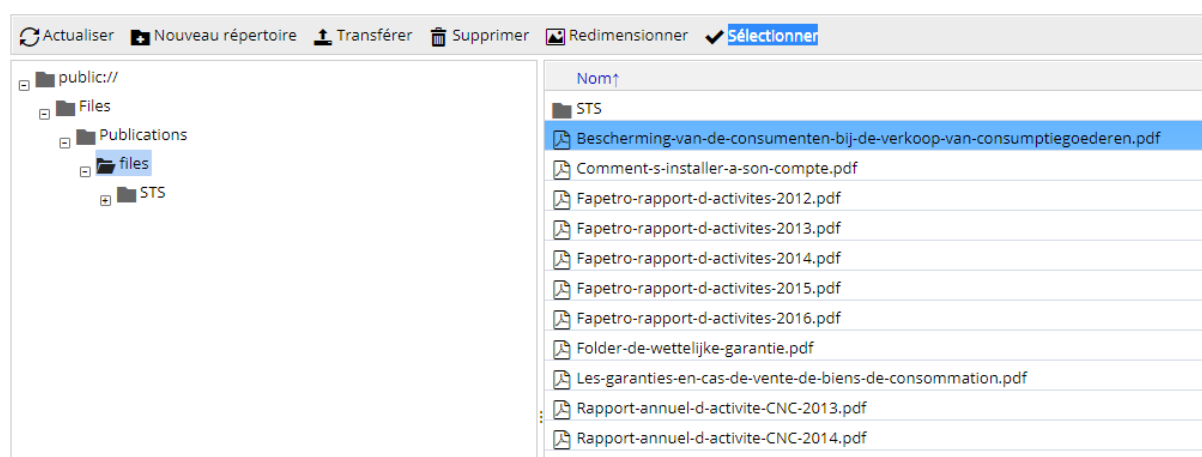 Actualiser Nouveau répertoire Transférer Supprimer Redimensionner Sélectionner
public://
Files
Publications
files
STS
Nom↑
STS
Bescherming-van-de-consumenten-bij-de-verkoop-van-consumptiegoederen.pdf
Comment-s-installer-a-son-compte.pdf
Fapetro-rapport-d-activites-2012.pdf
Fapetro-rapport-d-activites-2013.pdf
Fapetro-rapport-d-activites-2014.pdf
Fapetro-rapport-d-activites-2015.pdf
Fapetro-rapport-d-activites-2016.pdf
Folder-de-wettelijke-garantie.pdf
Les-garanties-en-cas-de-vente-de-biens-de-consommation.pdf
Rapport-annuel-d-activite-CNC-2013.pdf
Rapport-annuel-d-activite-CNC-2014.pdf